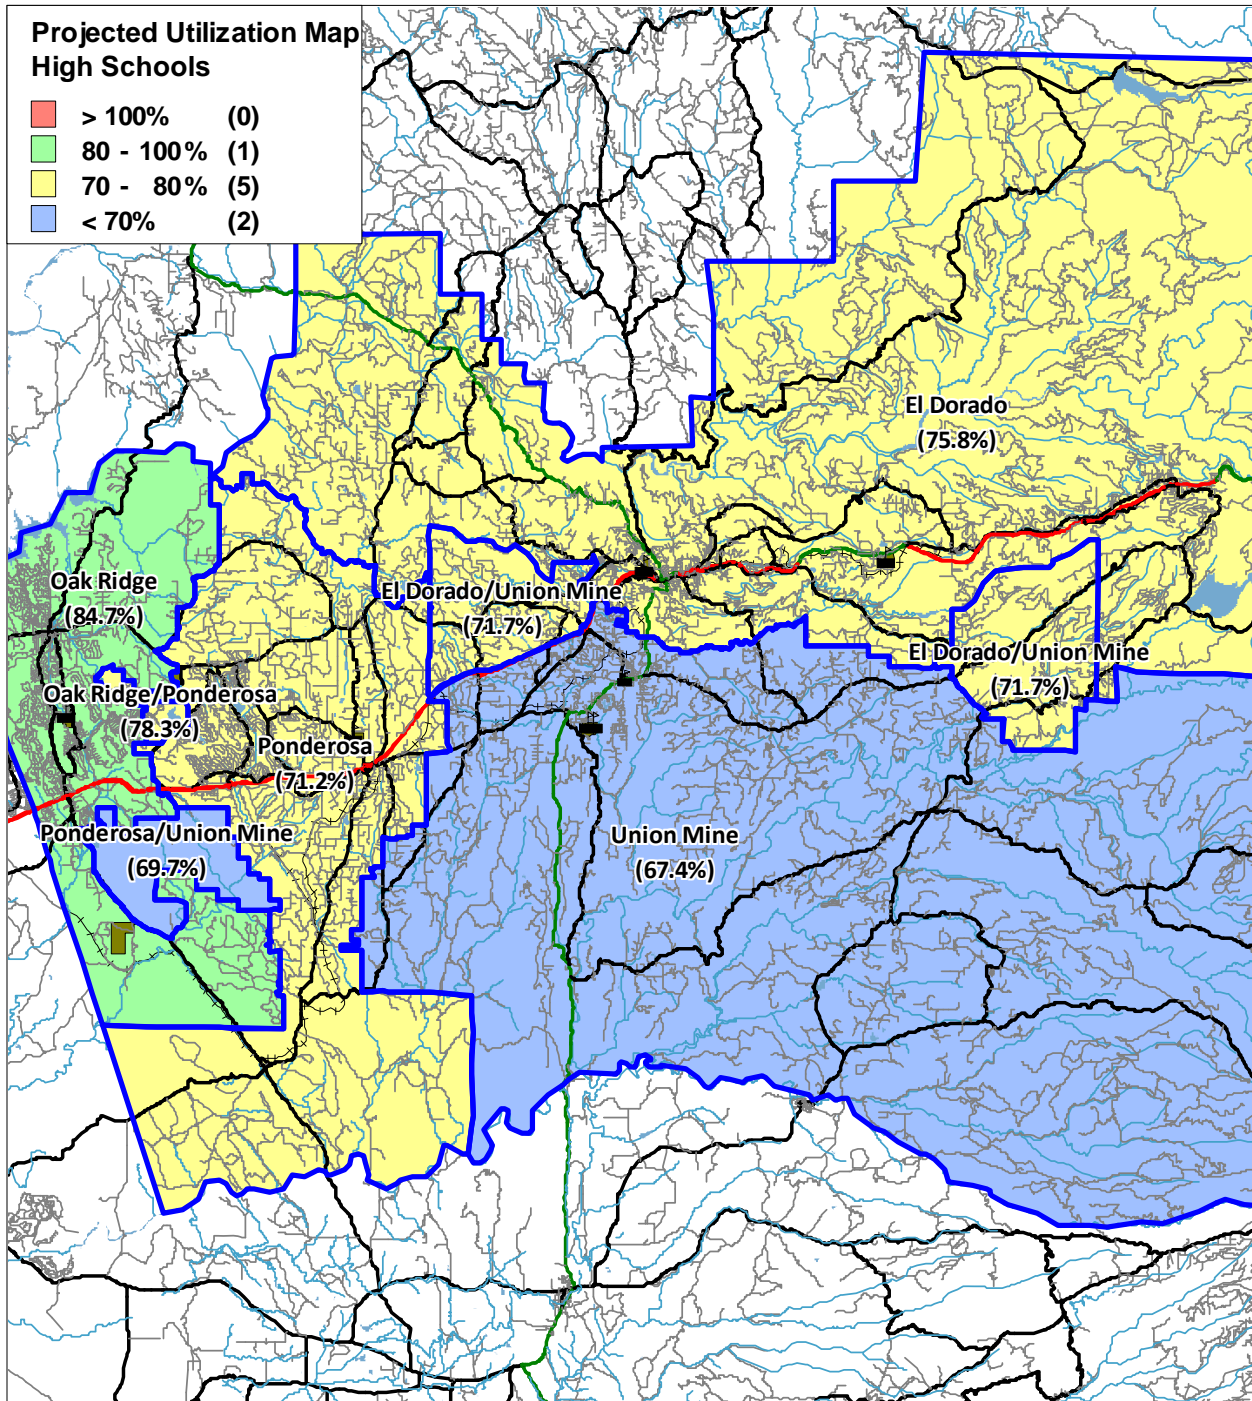 Projected Utilization Map
High Schools
> 100% (0)
80 - 100% (1)
70 - 80% (5)
< 70% (2)
El Dorado
(75.8%)
Oak Ridge
(84.7%)
El Dorado/Union Mine
(71.7%)
El Dorado/Union Mine
(71.7%)
Oak Ridge/Ponderosa
(78.3%)
Ponderosa
(71.2%)
Ponderosa/Union Mine
(69.7%)
Union Mine
(67.4%)